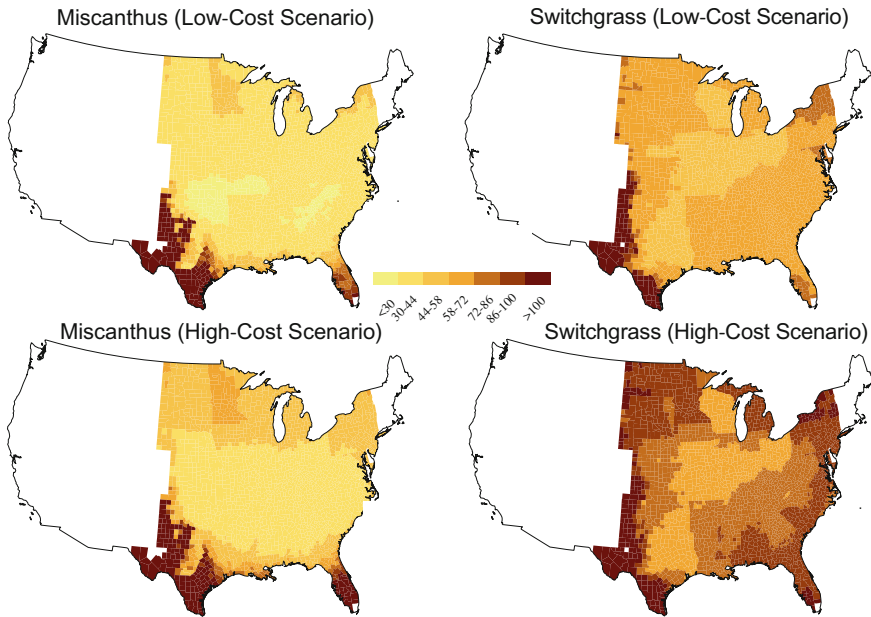 Miscanthus (Low-Cost Scenario)
Switchgrass (Low-Cost Scenario)
<30
30-44
44-58
58-72
72-86
86-100
>100
Miscanthus (High-Cost Scenario)
Switchgrass (High-Cost Scenario)